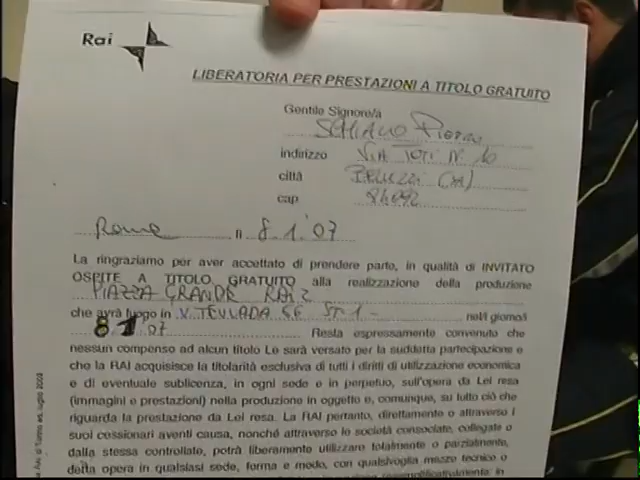 Rai
LIBERATORIA PER PRESTAZIONI A TITOLO GRATUITO
Gentile Signore/a
indirizzo VIA N. 10
città
cap 84092
Rome n 8.1.'07
La ringraziamo per aver accettato di prendere parte, in qualità di INVITATO
OSPITE A TITOLO GRATUITO alla realizzazione della produzione
PIAZZA GRANDE RAI 2
che avrà luogo in V. TEULADA 66 ST 1 - nel/i giorno/i
8 1 07 Resta espressamente convenuto che
nessun compenso ad alcun titolo Le sarà versato per la suddetta partecipazione e
che la RAI acquisisce la titolarità esclusiva di tutti i diritti di utilizzazione economica
e di eventuale sublicenza, in ogni sede e in perpetuo, sull'opera da Lei resa
(immagini e prestazioni) nella produzione in oggetto e, comunque, su tutto ciò che
riguarda la prestazione da Lei resa. La RAI pertanto, direttamente o attraverso i
suoi cessionari aventi causa, nonché attraverso le società consociate, collegate o
dalla stessa controllate, potrà liberamente utilizzare totalmente o parzialmente,
detta opera in qualsiasi sede, forma e modo, con qualsivoglia mezzo tecnico e